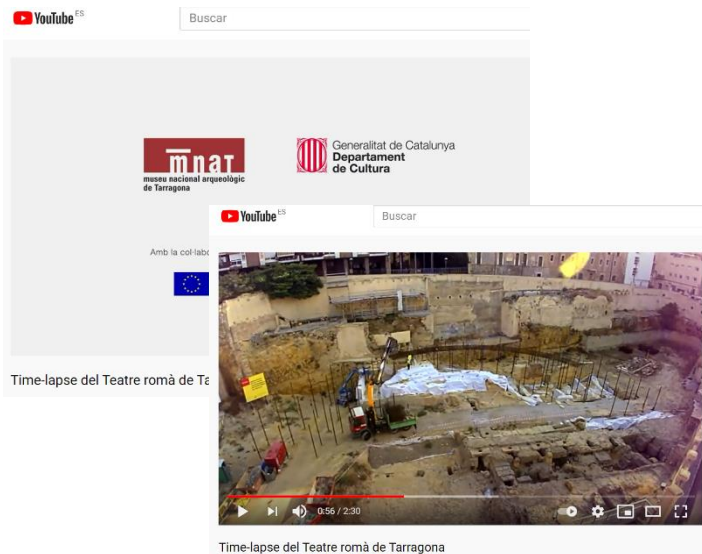 YouTube ES
Buscar
mnat
museu nacional arqueològic
de Tarragona
Generalitat de Catalunya
Departament
de Cultura
Amb la col·labo
Time-lapse del Teatre romà de Ta
YouTube ES
Buscar
0:56 / 2:30
Time-lapse del Teatre romà de Tarragona